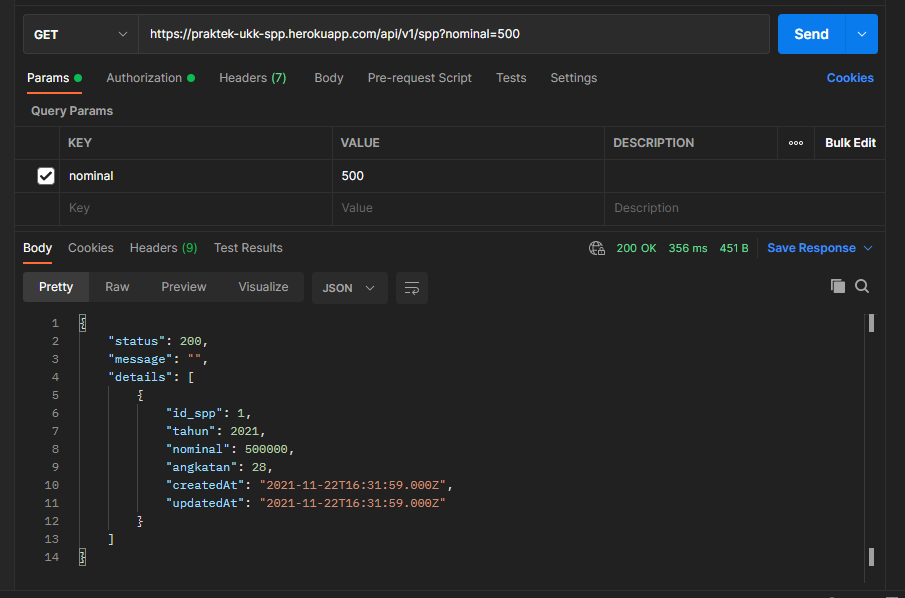 GET https://praktek-ukk-spp.herokuapp.com/api/v1/spp?nominal=500 Send
Params Authorization Headers (7) Body Pre-request Script Tests Settings Cookies
Query Params
KEY VALUE DESCRIPTION ooo Bulk Edit
nominal 500
Key Value Description
Body Cookies Headers (9) Test Results 200 OK 356 ms 451 B Save Response
Pretty Raw Preview Visualize JSON
1 {
2 "status": 200,
3 "message": "",
4 "details": [
5 {
6 "id_spp": 1,
7 "tahun": 2021,
8 "nominal": 500000,
9 "angkatan": 28,
10 "createdAt": "2021-11-22T16:31:59.000Z",
11 "updatedAt": "2021-11-22T16:31:59.000Z"
12 }
13 ]
14 }